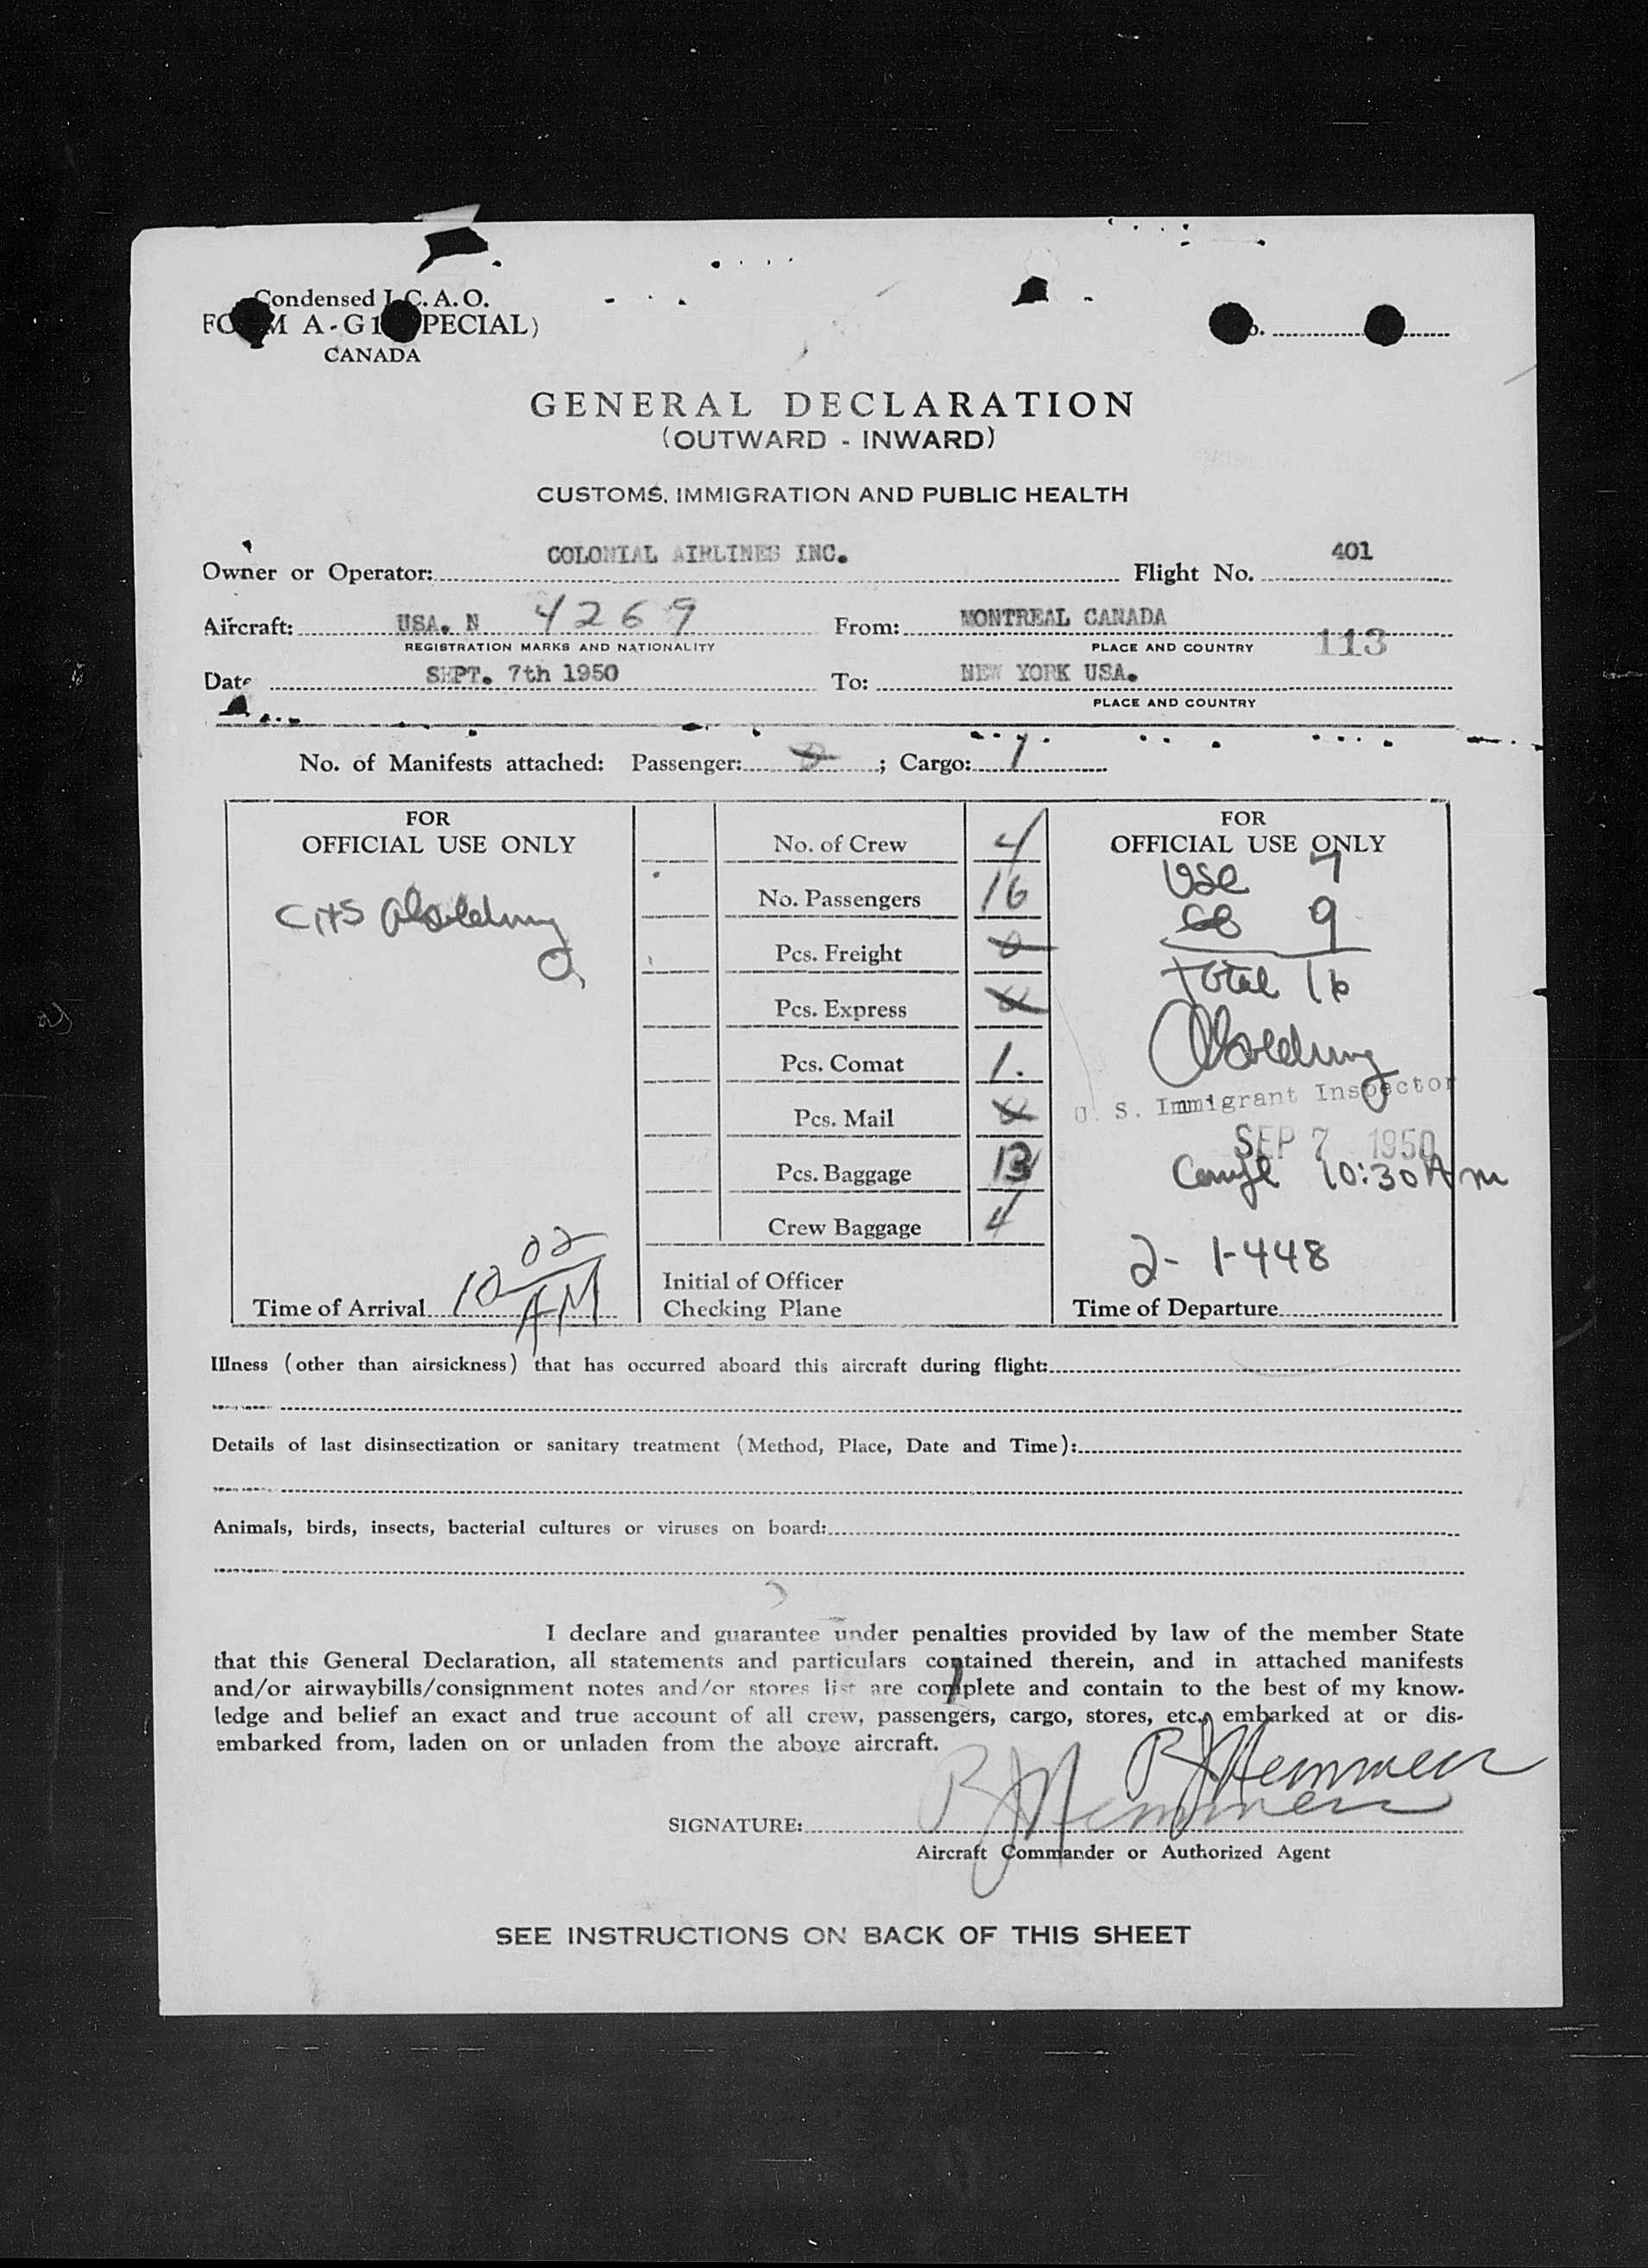 Condensed I.C.A.O.
FORM A-G1 (SPECIAL)
CANADA
GENERAL DECLARATION
(OUTWARD - INWARD)
CUSTOMS, IMMIGRATION AND PUBLIC HEALTH
Owner or Operator: COLONIAL AIRLINES INC. Flight No. 401
Aircraft: USA. N 4269 From: MONTREAL CANADA
REGISTRATION MARKS AND NATIONALITY PLACE AND COUNTRY 113
Date SEPT. 7th 1950 To: NEW YORK USA.
PLACE AND COUNTRY
No. of Manifests attached: Passenger: 0 ; Cargo: 1
FOR
OFFICIAL USE ONLY
Time of Arrival 10 02 AM
No. of Crew 4
No. Passengers 16
Pcs. Freight 0
Pcs. Express 0
Pcs. Comat 1.
Pcs. Mail 0
Pcs. Baggage 13
Crew Baggage 4
Initial of Officer
Checking Plane
FOR
OFFICIAL USE ONLY
USC 7
9
Total 16
U. S. Immigrant Inspector
SEP 7 1950
Compl 10:30 Am
2- 1-448
Time of Departure
Illness (other than airsickness) that has occurred aboard this aircraft during flight:
Details of last disinsectization or sanitary treatment (Method, Place, Date and Time):
Animals, birds, insects, bacterial cultures or viruses on board:
I declare and guarantee under penalties provided by law of the member State
that this General Declaration, all statements and particulars contained therein, and in attached manifests
and/or airwaybills/consignment notes and/or stores list are complete and contain to the best of my know-
ledge and belief an exact and true account of all crew, passengers, cargo, stores, etc., embarked at or dis-
embarked from, laden on or unladen from the above aircraft.
SIGNATURE:
Aircraft Commander or Authorized Agent
SEE INSTRUCTIONS ON BACK OF THIS SHEET